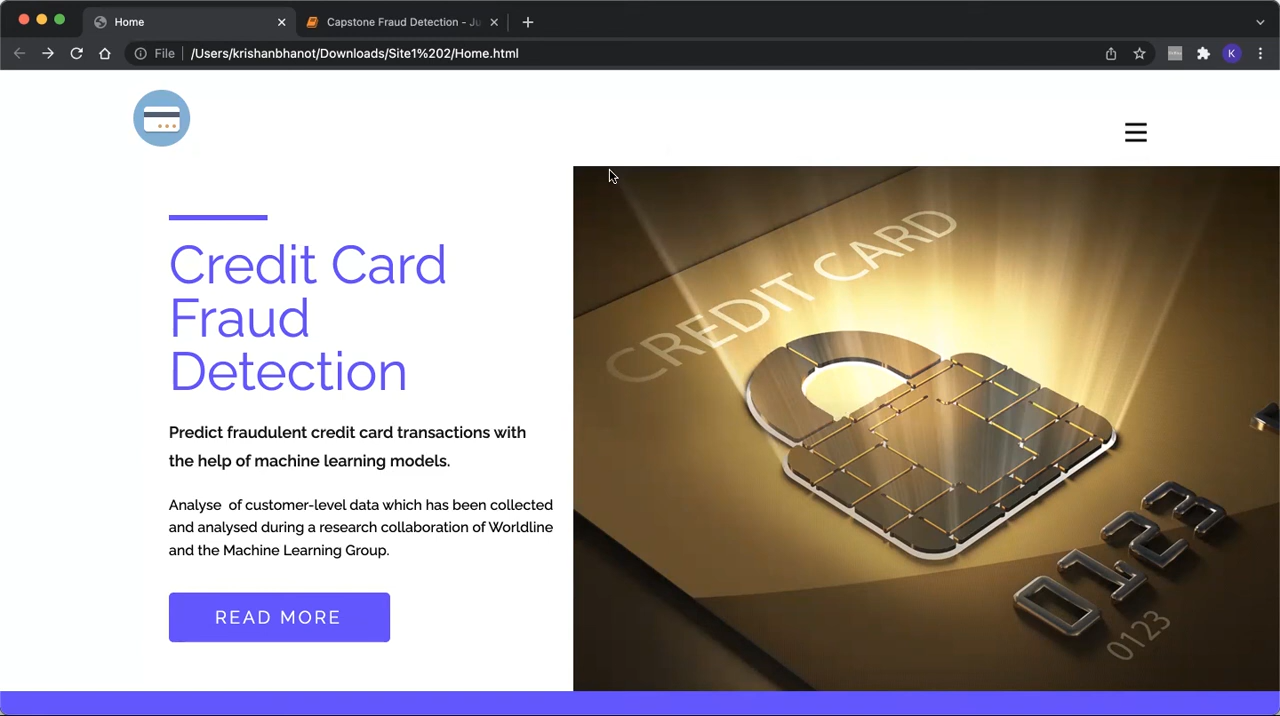 Home
Capstone Fraud Detection - Ju
File
/Users/krishanbhanot/Downloads/Site1%202/Home.html
K
Credit Card
Fraud
Detection
Predict fraudulent credit card transactions with
the help of machine learning models.
Analyse of customer-level data which has been collected
and analysed during a research collaboration of Worldline
and the Machine Learning Group.
READ MORE
CREDIT CARD
0123
0123